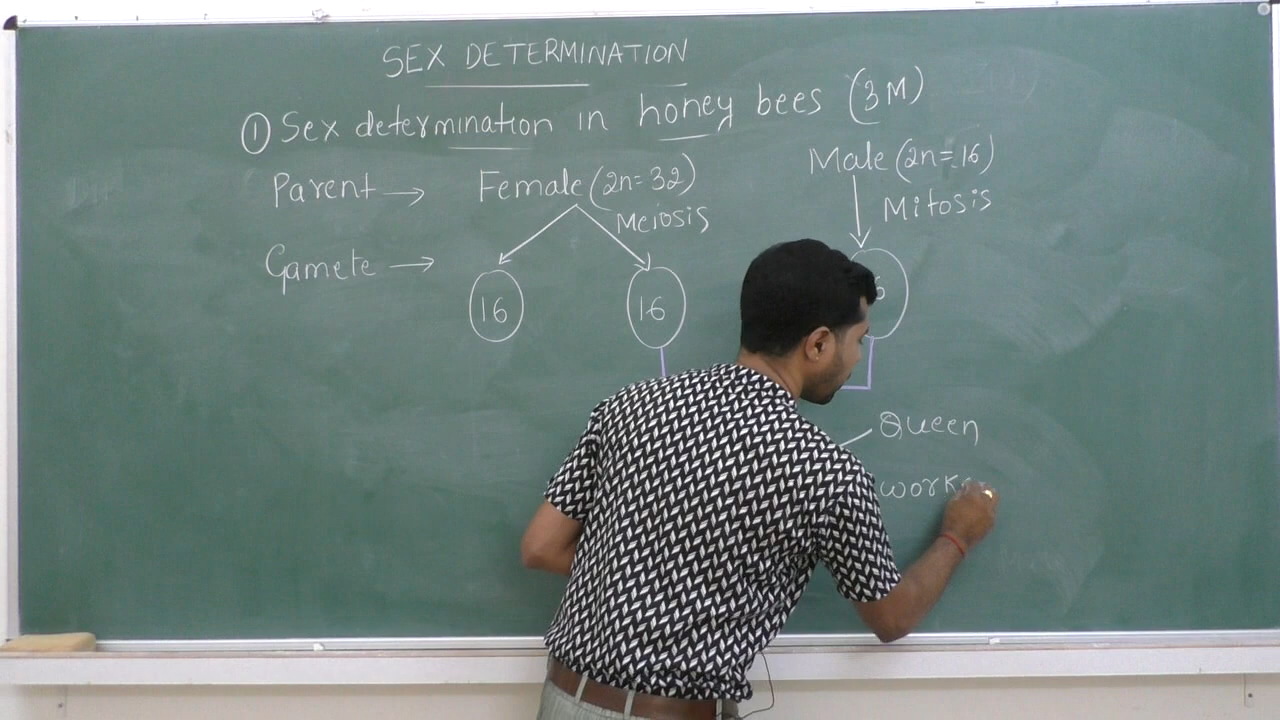 SEX DETERMINATION
① Sex determination in honey bees (3M)
Parent → Female (2n=32) Male (2n=16)
Meiosis Mitosis
Gamete →
16 16
Queen